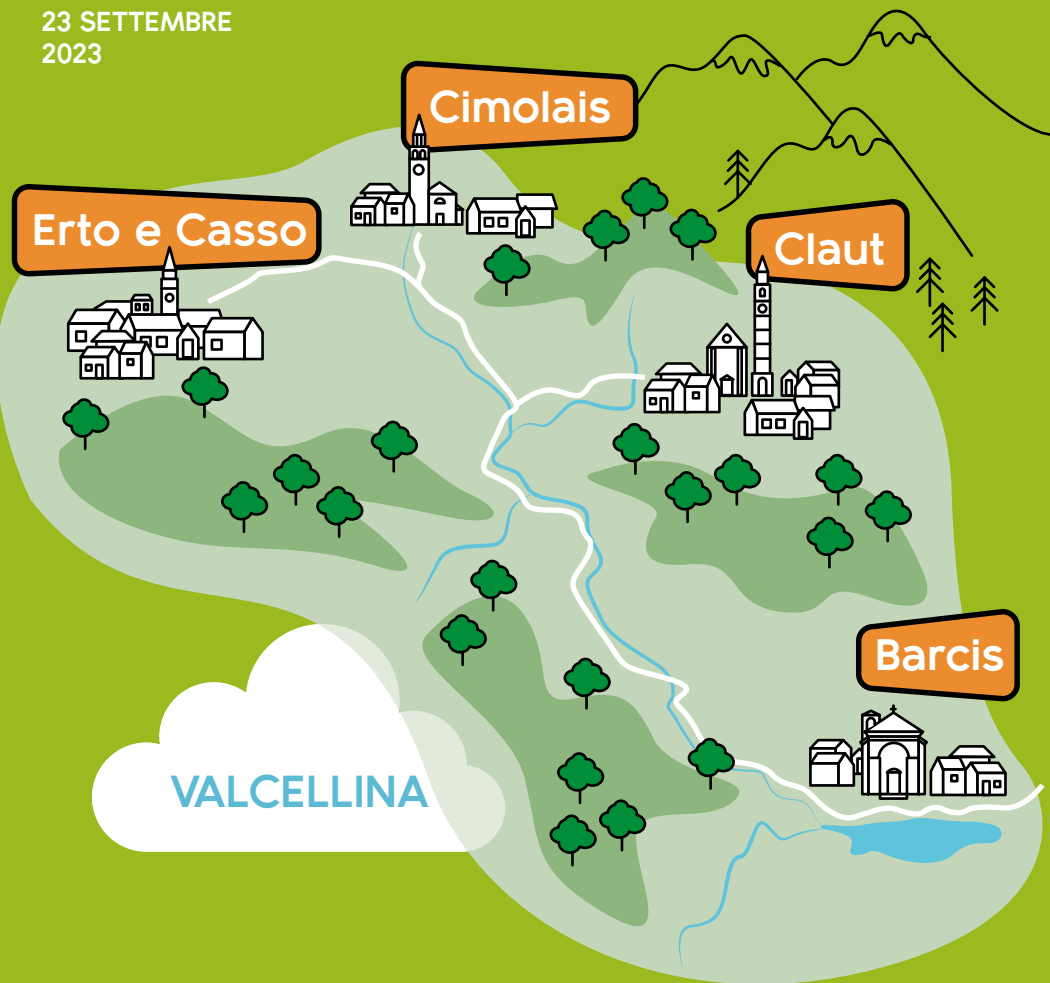 23 SETTEMBRE
2023
Cimolais
Erto e Casso
Claut
Barcis
VALCELLINA